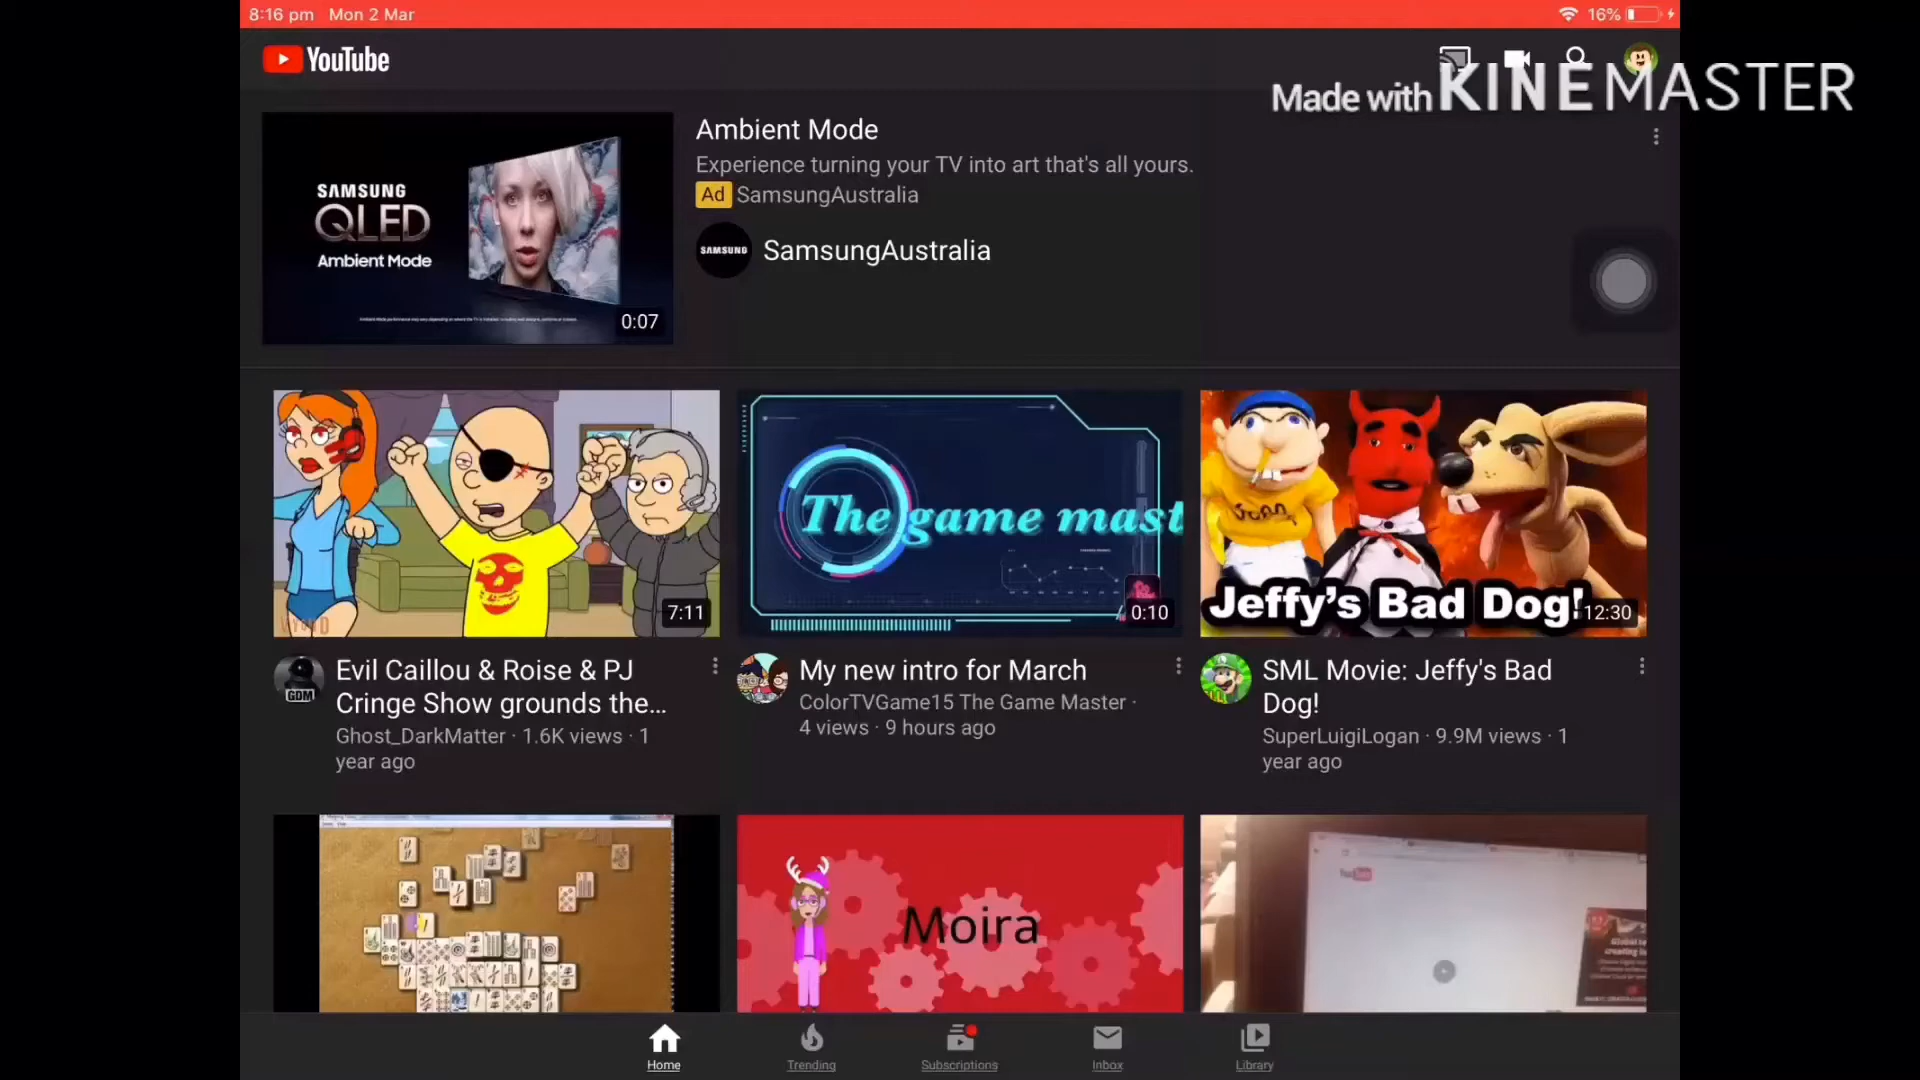 8:16 pm Mon 2 Mar
16%
YouTube
Made with KINEMASTER
SAMSUNG
QLED
Ambient Mode
0:07
Ambient Mode
Experience turning your TV into art that's all yours.
Ad SamsungAustralia
SAMSUNG SamsungAustralia
7:11
The game mast
0:10
Jeffy's Bad Dog!
12:30
GDM
Evil Caillou & Roise & PJ
Cringe Show grounds the...
Ghost_DarkMatter · 1.6K views · 1
year ago
My new intro for March
ColorTVGame15 The Game Master ·
4 views · 9 hours ago
SML Movie: Jeffy's Bad
Dog!
SuperLuigiLogan · 9.9M views · 1
year ago
Moira
YouTube
Home
Trending
Subscriptions
Inbox
Library